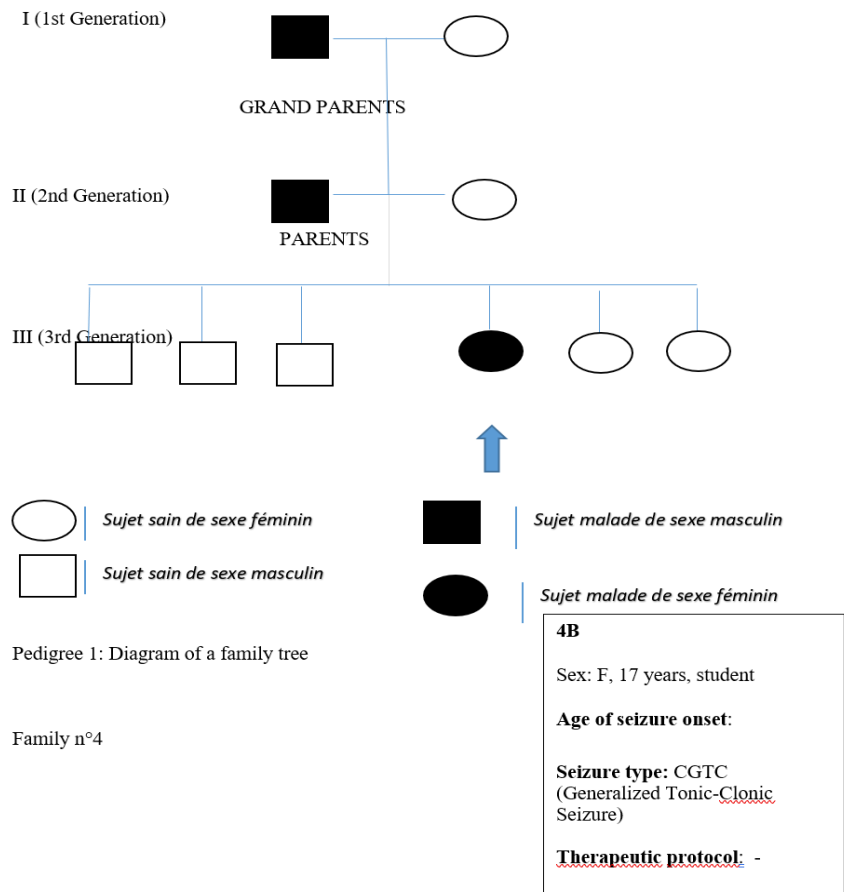 I (1st Generation)
GRAND PARENTS
II (2nd Generation)
PARENTS
III (3rd Generation)
Sujet sain de sexe féminin
Sujet malade de sexe masculin
Sujet sain de sexe masculin
Sujet malade de sexe féminin
Pedigree 1: Diagram of a family tree
Family n°4
4B
Sex: F, 17 years, student
Age of seizure onset:
Seizure type: CGTC
(Generalized Tonic-Clonic
Seizure)
Therapeutic protocol: -